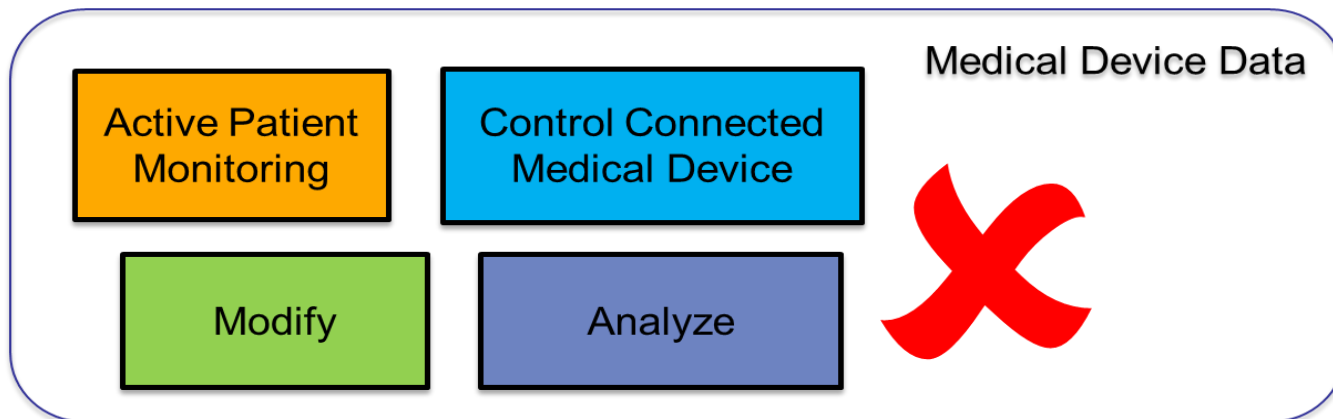 Medical Device Data
Active Patient
Monitoring
Control Connected
Medical Device
Modify
Analyze